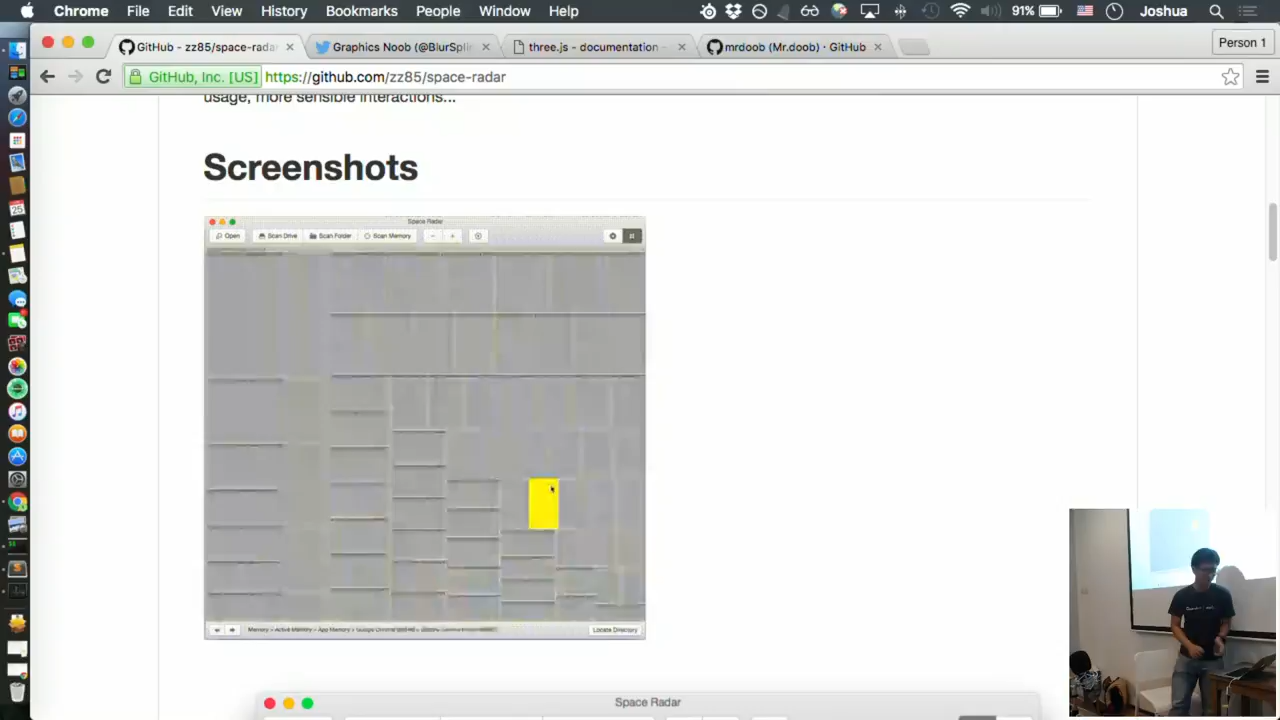 Chrome File Edit View History Bookmarks People Window Help 91% Joshua
GitHub - zz85/space-rada
Graphics Noob (@BlurSpli
three.js - documentation
mrdoob (Mr.doob) · GitHub
Person 1
GitHub, Inc. [US] https://github.com/zz85/space-radar
usage, more sensible interactions...
Screenshots
Space Radar
Open Scan Drive Scan Folder Scan Memory
Locate Directory
Space Radar